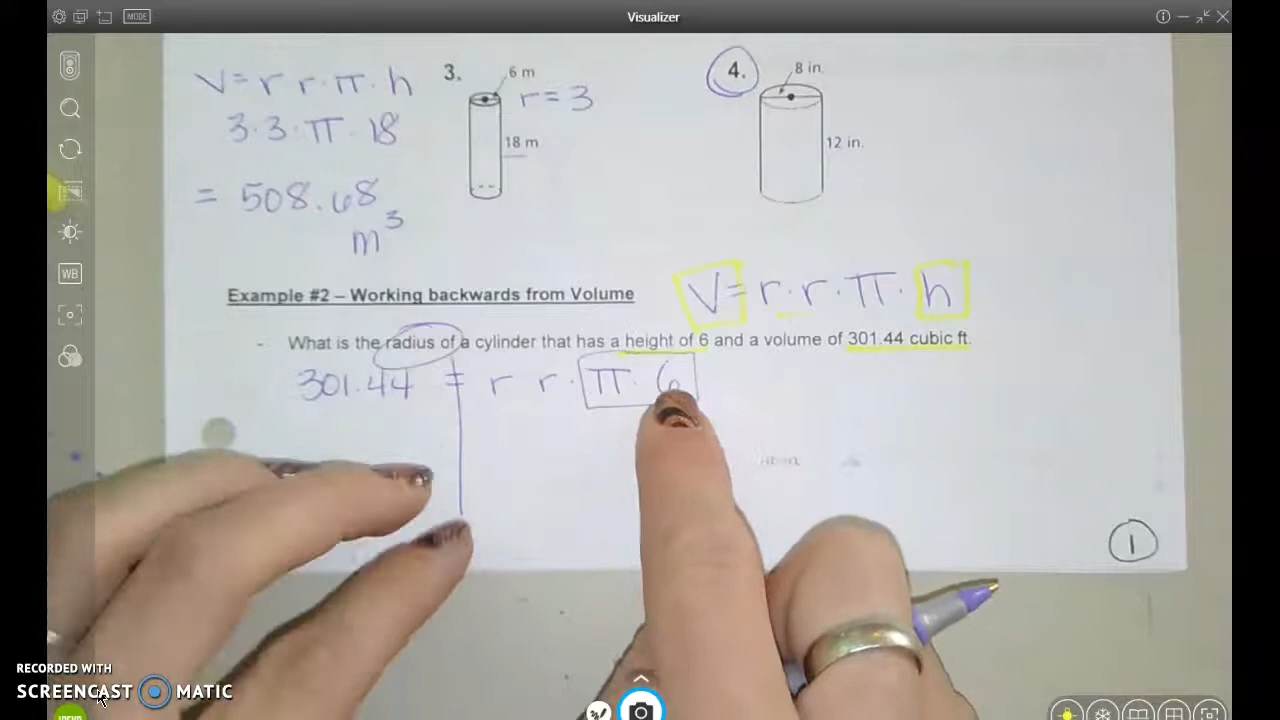 MODE
Visualizer
V= r r · π · h
3.
6 m
r = 3
4.
8 in.
3 · 3 · π · 18
18 m
12 in.
WB
= 508.68
m³
Example #2 – Working backwards from Volume
V= r · r · π · h
- What is the radius of a cylinder that has a height of 6 and a volume of 301.44 cubic ft.
301.44 = r r · π · 6
1
RECORDED WITH
SCREENCAST MATIC